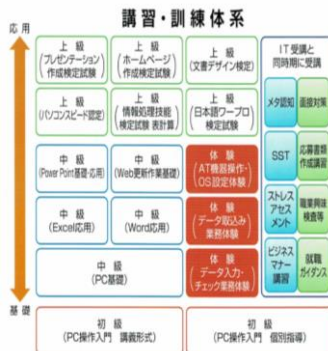 講習・訓練体系
応用
上級
(プレゼンテーション
作成検定試験)
上級
(ホームページ
作成検定試験)
上級
(文書デザイン検定)
IT受講と
同時期に受講
上級
(パソコンスピード認定)
上級
(情報処理技能
検定試験 表計算)
上級
(日本語ワープロ
検定試験)
メタ認知
面接対策
中級
(Power Point基礎・応用)
中級
(Web更新作業基礎)
体験
(AT機器操作・
OS設定体験)
SST
応募書類
作成講習
中級
(Excel応用)
中級
(Word応用)
体験
(データ取込み
業務体験)
ストレス
アセス
メント
職業興味
検査等
中級
(PC基礎)
体験
(データ入力・
チェック業務体験)
ビジネス
マナー
講習
就職
ガイダンス
基礎
初級
(PC操作入門 講義形式)
初級
(PC操作入門 個別指導)